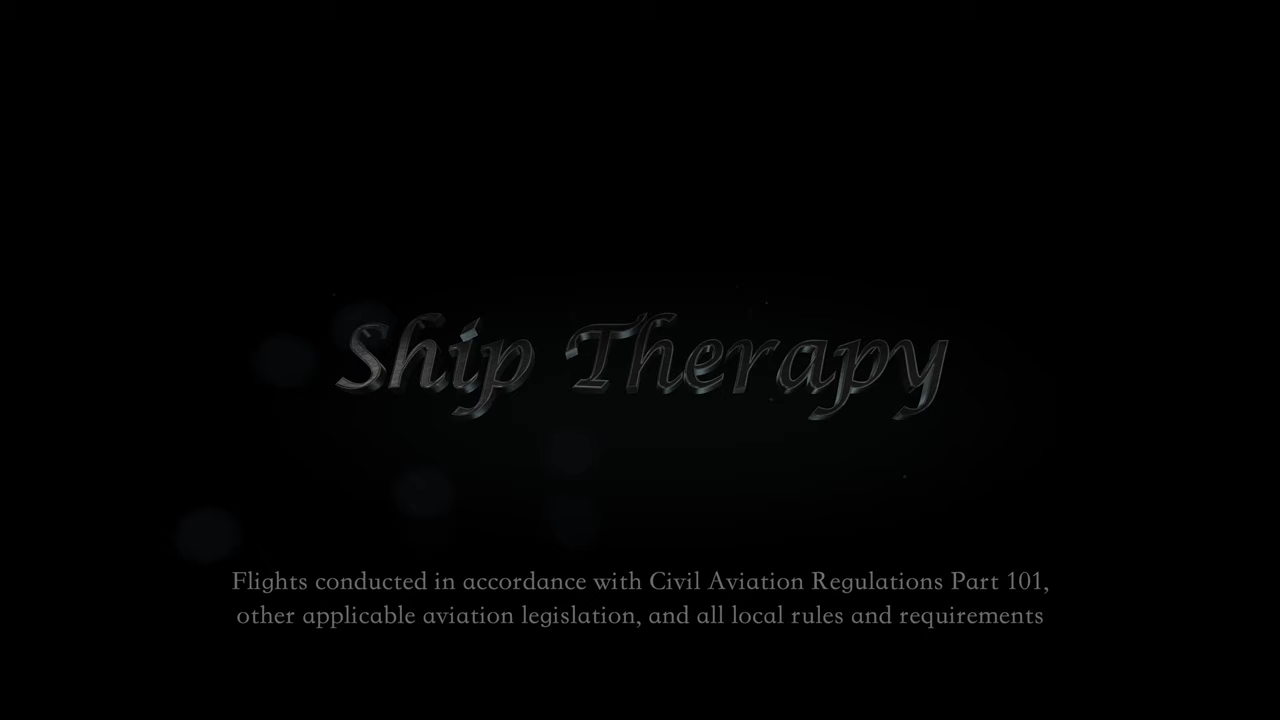 Ship Therapy
Flights conducted in accordance with Civil Aviation Regulations Part 101,
other applicable aviation legislation, and all local rules and requirements